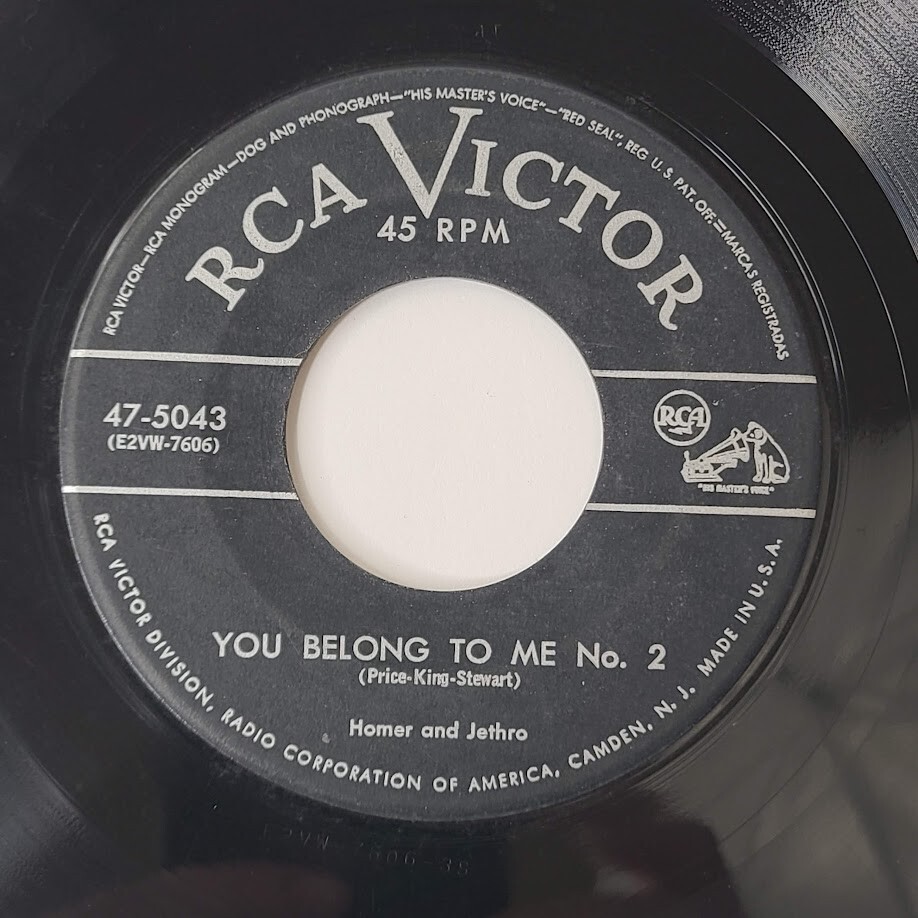 RCA VICTOR—RCA MONOGRAM—DOG AND PHONOGRAPH—"HIS MASTER'S VOICE"—"RED SEAL", REG U.S. PAT. OFF.=MARCAS REGISTRADAS
RCA VICTOR
45 RPM
47-5043
(E2VW-7606)
RCA
"HIS MASTER'S VOICE"
YOU BELONG TO ME No. 2
(Price-King-Stewart)
Homer and Jethro
RCA VICTOR DIVISION, RADIO CORPORATION OF AMERICA, CAMDEN, N. J. MADE IN U. S. A.